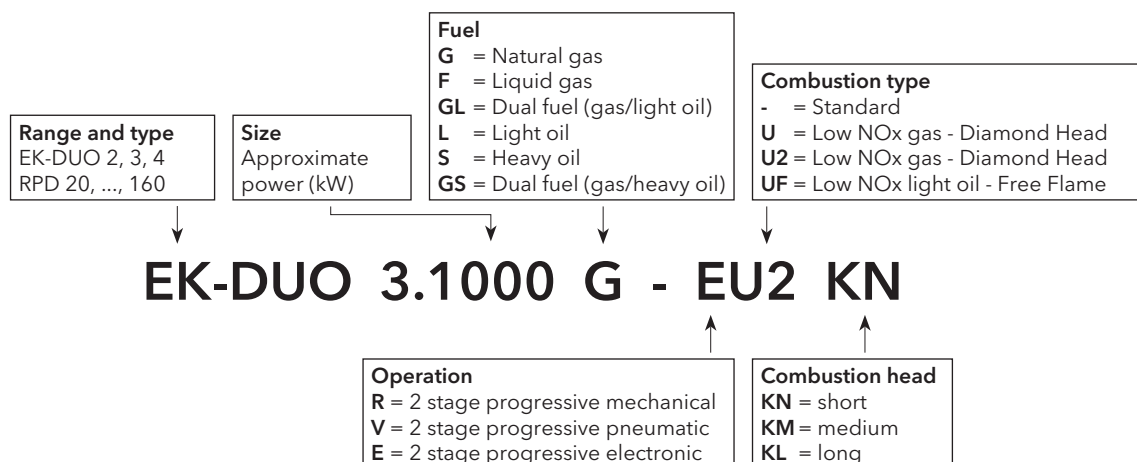 Fuel
G = Natural gas
F = Liquid gas
GL = Dual fuel (gas/light oil)
L = Light oil
S = Heavy oil
GS = Dual fuel (gas/heavy oil)
Combustion type
- = Standard
U = Low NOx gas - Diamond Head
U2 = Low NOx gas - Diamond Head
UF = Low NOx light oil - Free Flame
Range and type
EK-DUO 2, 3, 4
RPD 20, ..., 160
Size
Approximate
power (kW)
EK-DUO 3.1000 G - EU2 KN
Operation
R = 2 stage progressive mechanical
V = 2 stage progressive pneumatic
E = 2 stage progressive electronic
Combustion head
KN = short
KM = medium
KL = long